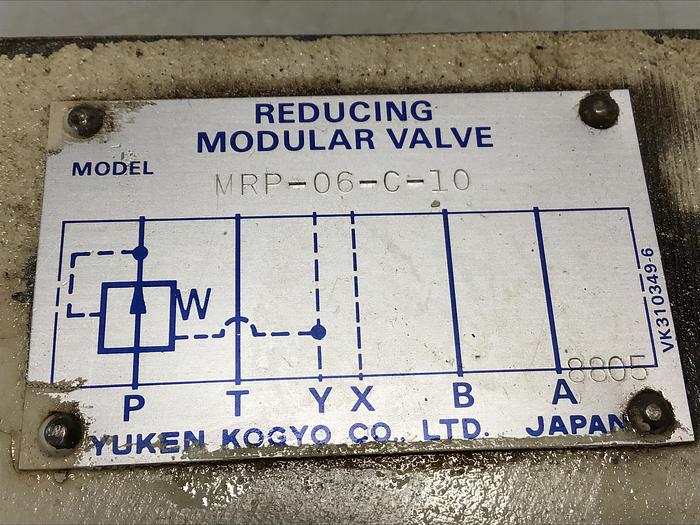 REDUCING
MODULAR VALVE
MODEL
MRP-06-C-10
W
VK310349-6
8805
P T Y X B A
YUKEN KOGYO CO., LTD. JAPAN